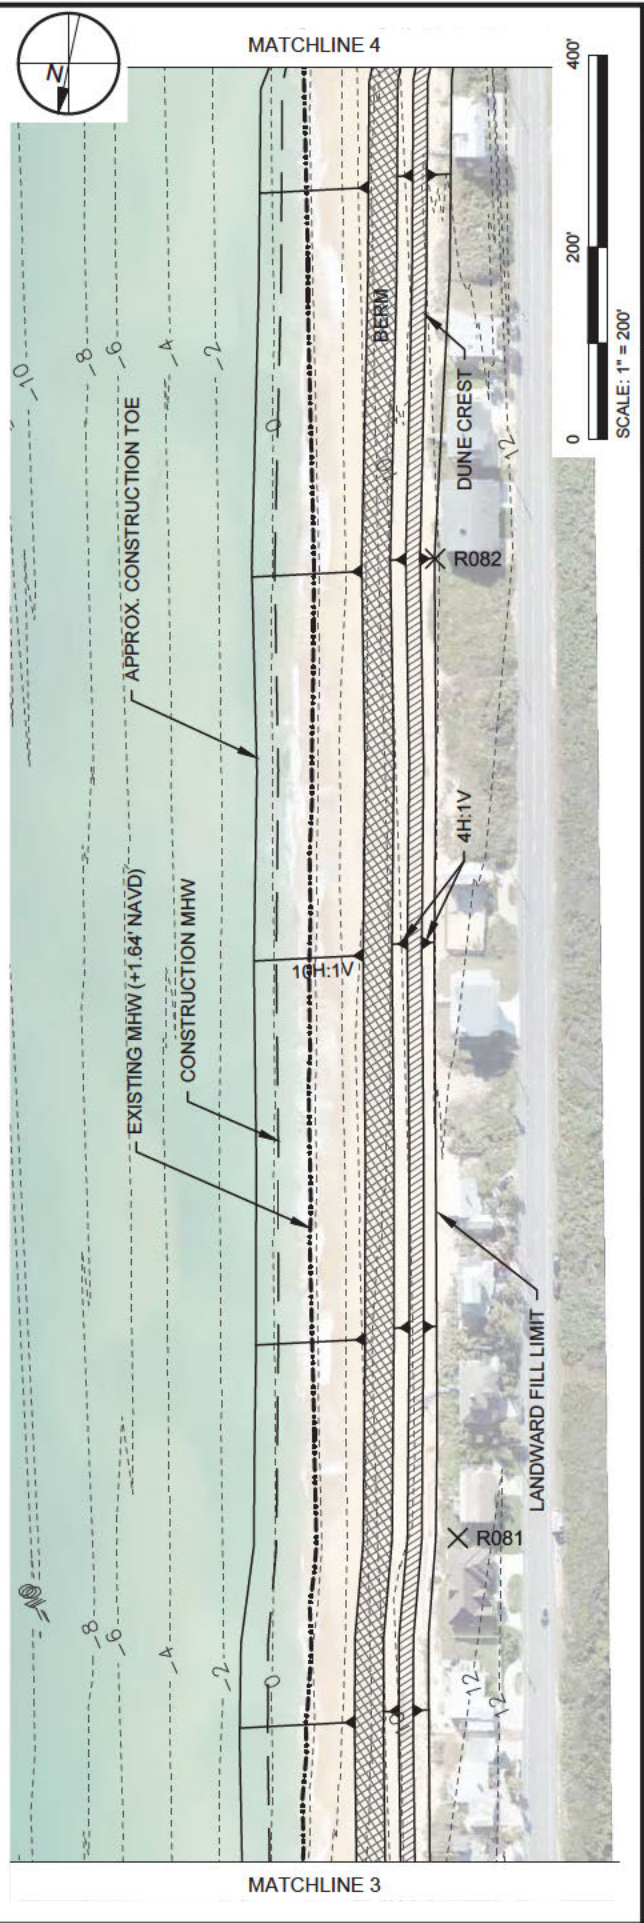 MATCHLINE 4
N
400'
200'
0
SCALE: 1" = 200'
-10
-8
-6
-4
-2
0
BERM
10
DUNE CREST
12
APPROX. CONSTRUCTION TOE
R082
EXISTING MHW (+1.64' NAVD)
CONSTRUCTION MHW
4H:1V
10H:1V
LANDWARD FILL LIMIT
R081
-8
-6
-4
-2
0
12
12
MATCHLINE 3